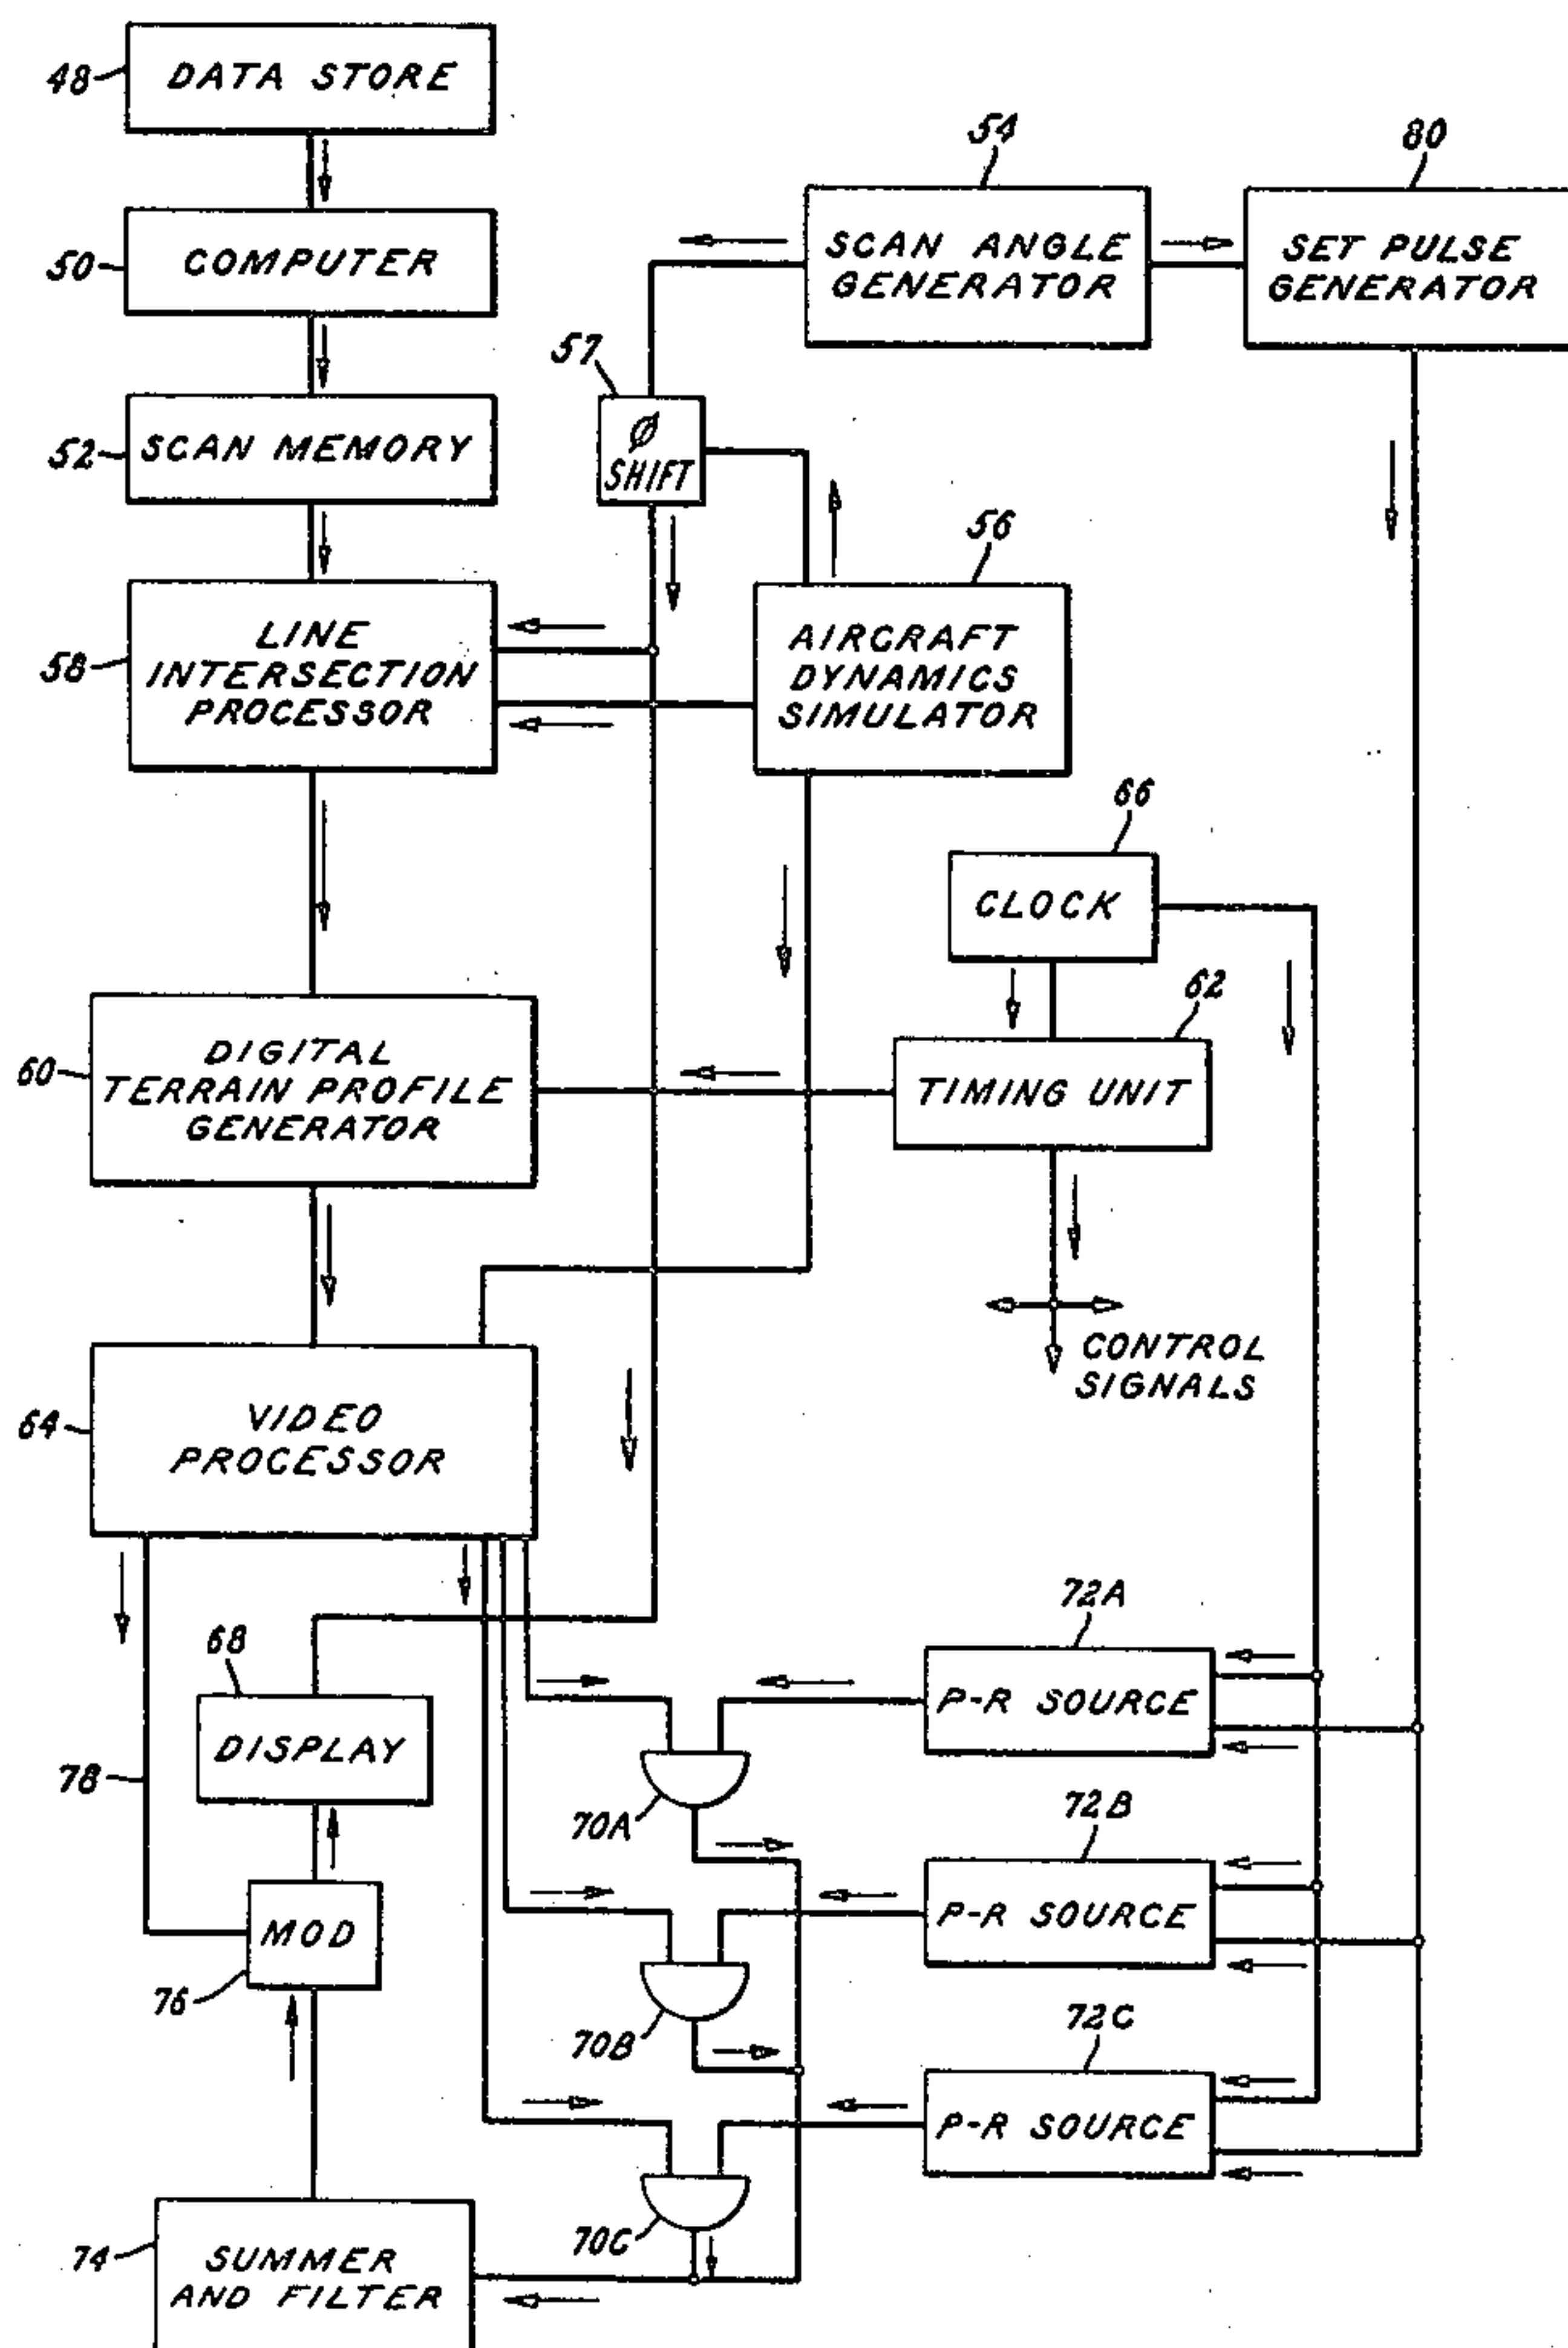 48
DATA STORE
54
80
50
COMPUTER
SCAN ANGLE
GENERATOR
SET PULSE
GENERATOR
57
52
SCAN MEMORY
Ø
SHIFT
56
58
LINE
INTERSECTION
PROCESSOR
AIRCRAFT
DYNAMICS
SIMULATOR
66
CLOCK
62
60
DIGITAL
TERRAIN PROFILE
GENERATOR
TIMING UNIT
CONTROL
SIGNALS
64
VIDEO
PROCESSOR
72A
68
P-R SOURCE
DISPLAY
78
70A
72B
MOD
P-R SOURCE
76
70B
72C
P-R SOURCE
70C
74
SUMMER
AND FILTER